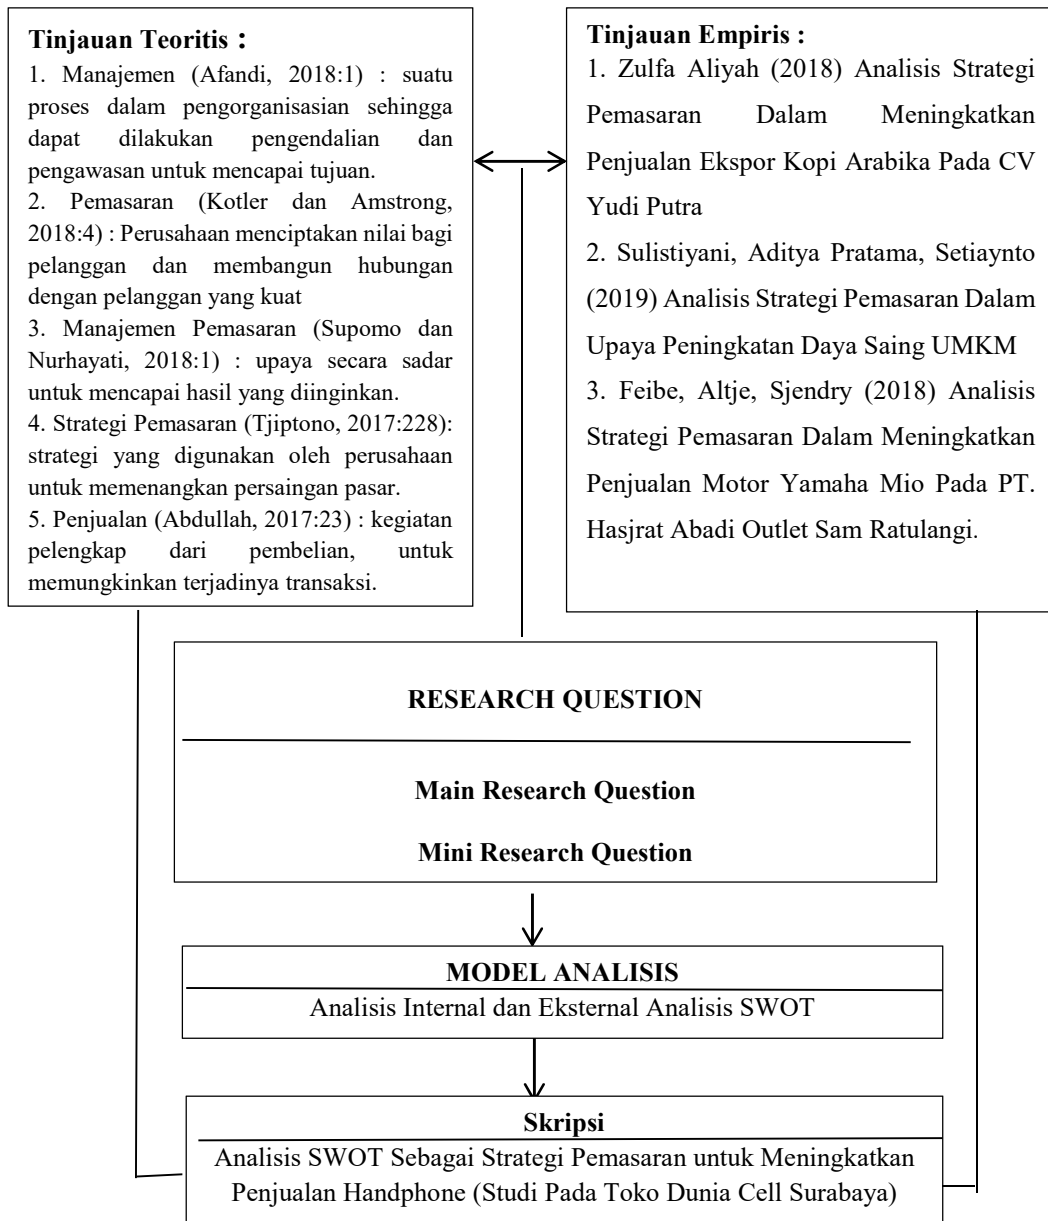 Tinjauan Teoritis :
1. Manajemen (Afandi, 2018:1) : suatu
proses dalam pengorganisasian sehingga
dapat dilakukan pengendalian dan
pengawasan untuk mencapai tujuan.
2. Pemasaran (Kotler dan Amstrong,
2018:4) : Perusahaan menciptakan nilai bagi
pelanggan dan membangun hubungan
dengan pelanggan yang kuat
3. Manajemen Pemasaran (Supomo dan
Nurhayati, 2018:1) : upaya secara sadar
untuk mencapai hasil yang diinginkan.
4. Strategi Pemasaran (Tjiptono, 2017:228):
strategi yang digunakan oleh perusahaan
untuk memenangkan persaingan pasar.
5. Penjualan (Abdullah, 2017:23) : kegiatan
pelengkap dari pembelian, untuk
memungkinkan terjadinya transaksi.
Tinjauan Empiris :
1. Zulfa Aliyah (2018) Analisis Strategi
Pemasaran Dalam Meningkatkan
Penjualan Ekspor Kopi Arabika Pada CV
Yudi Putra
2. Sulistiyani, Aditya Pratama, Setiaynto
(2019) Analisis Strategi Pemasaran Dalam
Upaya Peningkatan Daya Saing UMKM
3. Feibe, Altje, Sjendry (2018) Analisis
Strategi Pemasaran Dalam Meningkatkan
Penjualan Motor Yamaha Mio Pada PT.
Hasjrat Abadi Outlet Sam Ratulangi.
RESEARCH QUESTION
Main Research Question
Mini Research Question
MODEL ANALISIS
Analisis Internal dan Eksternal Analisis SWOT
Skripsi
Analisis SWOT Sebagai Strategi Pemasaran untuk Meningkatkan
Penjualan Handphone (Studi Pada Toko Dunia Cell Surabaya)